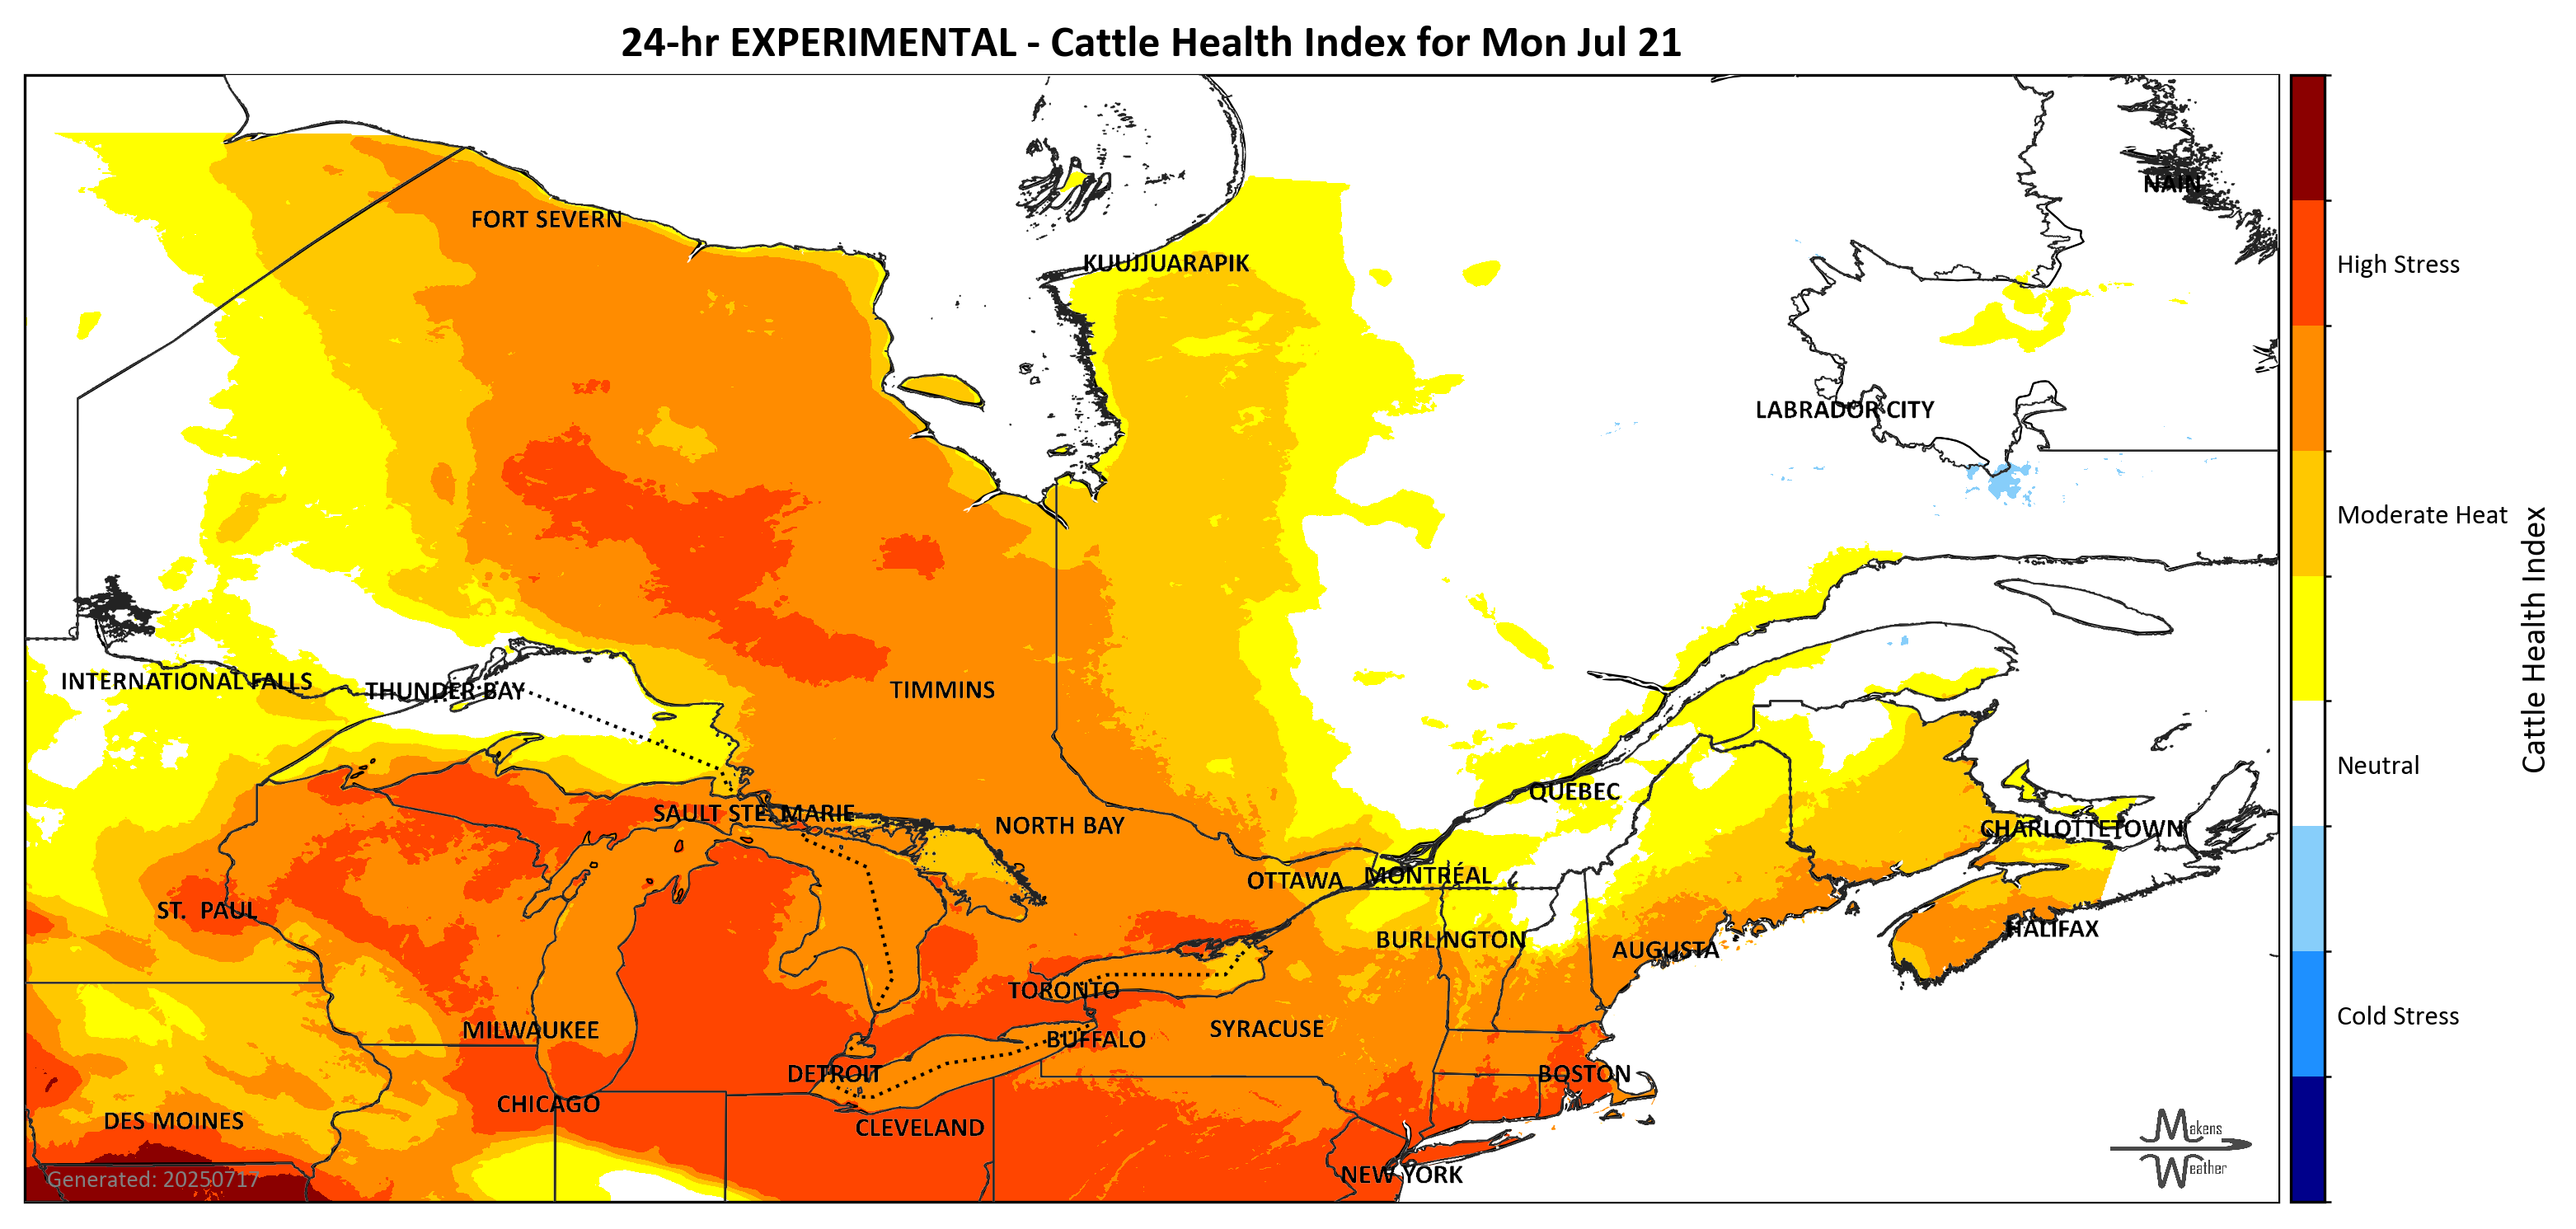 24-hr EXPERIMENTAL - Cattle Health Index for Mon Jul 21
NAIN
FORT SEVERN
KUUJJUARAPIK
High Stress
LABRADOR CITY
Moderate Heat
Cattle Health Index
INTERNATIONAL FALLS
THUNDER BAY
TIMMINS
Neutral
QUEBEC
SAULT STE. MARIE
NORTH BAY
CHARLOTTETOWN
OTTAWA
MONTRÉAL
ST. PAUL
HALIFAX
BURLINGTON
AUGUSTA
TORONTO
Cold Stress
MILWAUKEE
SYRACUSE
BUFFALO
DETROIT
BOSTON
CHICAGO
DES MOINES
CLEVELAND
Makens
Weather
NEW YORK
Generated: 20250717